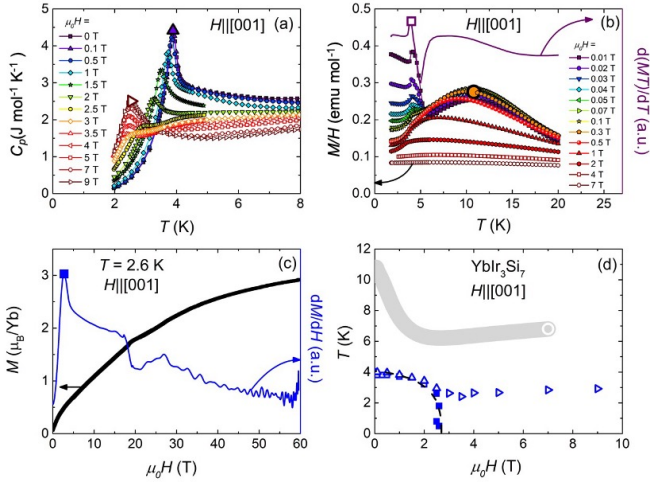 (a)
H||[001]
μ₀H =
0 T
0.1 T
0.5 T
1 T
1.5 T
2 T
2.5 T
3 T
3.5 T
4 T
5 T
7 T
9 T
Cₚ(J mol⁻¹ K⁻¹)
5
4
3
2
1
0
0 2 4 6 8
T (K)
(b)
H||[001]
μ₀H =
0.01 T
0.02 T
0.03 T
0.04 T
0.05 T
0.07 T
0.1 T
0.3 T
0.5 T
1 T
2 T
4 T
7 T
M/H (emu mol⁻¹)
0.5
0.4
0.3
0.2
0.1
0.0
0 5 10 15 20 25
T (K)
d(MT)/dT (a.u.)
(c)
T = 2.6 K
H||[001]
M (μB/Yb)
3
2
1
0
0 10 20 30 40 50 60
μ₀H (T)
dM/dH (a.u.)
(d)
YbIr₃Si₇
H||[001]
T (K)
12
10
8
6
4
2
0
0 2 4 6 8 10
μ₀H (T)